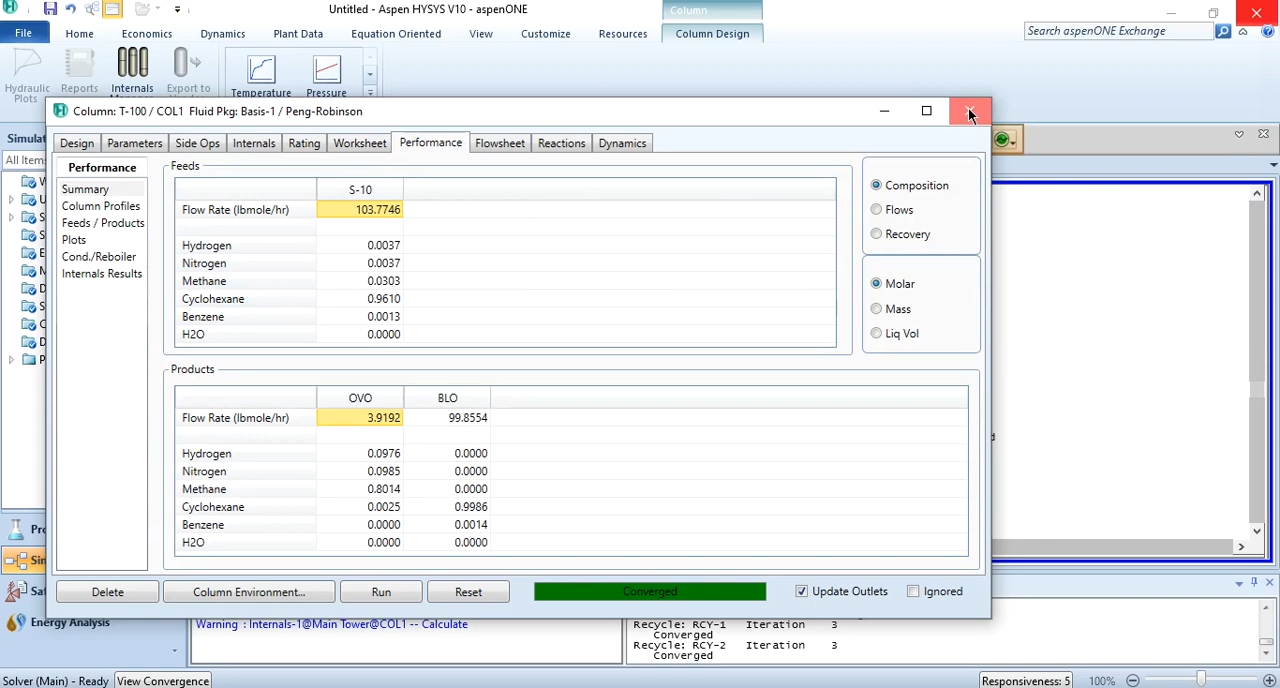 Untitled - Aspen HYSYS V10 - aspenONE
Column
File
Home
Economics
Dynamics
Plant Data
Equation Oriented
View
Customize
Resources
Column Design
Search aspenONE Exchange
Hydraulic Plots
Reports
Internals
Export to
Temperature
Pressure
Column: T-100 / COL1 Fluid Pkg: Basis-1 / Peng-Robinson
Simulat
All Items
Design
Parameters
Side Ops
Internals
Rating
Worksheet
Performance
Flowsheet
Reactions
Dynamics
Performance
Summary
Column Profiles
Feeds / Products
Plots
Cond./Reboiler
Internals Results
Feeds
S-10
Flow Rate (lbmole/hr) 103.7746
Hydrogen 0.0037
Nitrogen 0.0037
Methane 0.0303
Cyclohexane 0.9610
Benzene 0.0013
H2O 0.0000
Composition
Flows
Recovery
Molar
Mass
Liq Vol
Products
OVO BLO
Flow Rate (lbmole/hr) 3.9192 99.8554
Hydrogen 0.0976 0.0000
Nitrogen 0.0985 0.0000
Methane 0.8014 0.0000
Cyclohexane 0.0025 0.9986
Benzene 0.0000 0.0014
H2O 0.0000 0.0000
Delete
Column Environment...
Run
Reset
Converged
Update Outlets
Ignored
Pro
Sim
Saf
Energy Analysis
Warning : Internals-1@Main Tower@COL1 -- Calculate
Recycle: RCY-1 Iteration 3
Converged
Recycle: RCY-2 Iteration 3
Converged
Solver (Main) - Ready
View Convergence
Responsiveness: 5
100%